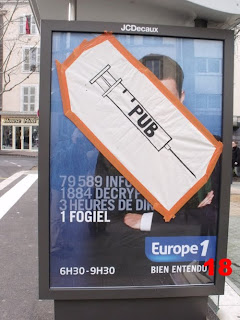 JCDecaux
PUB
79 589 INFO
1884 DECRYP
3 HEURES DE DIR
1 FOGIEL
Europe 1
6H30-9H30
BIEN ENTENDU
18